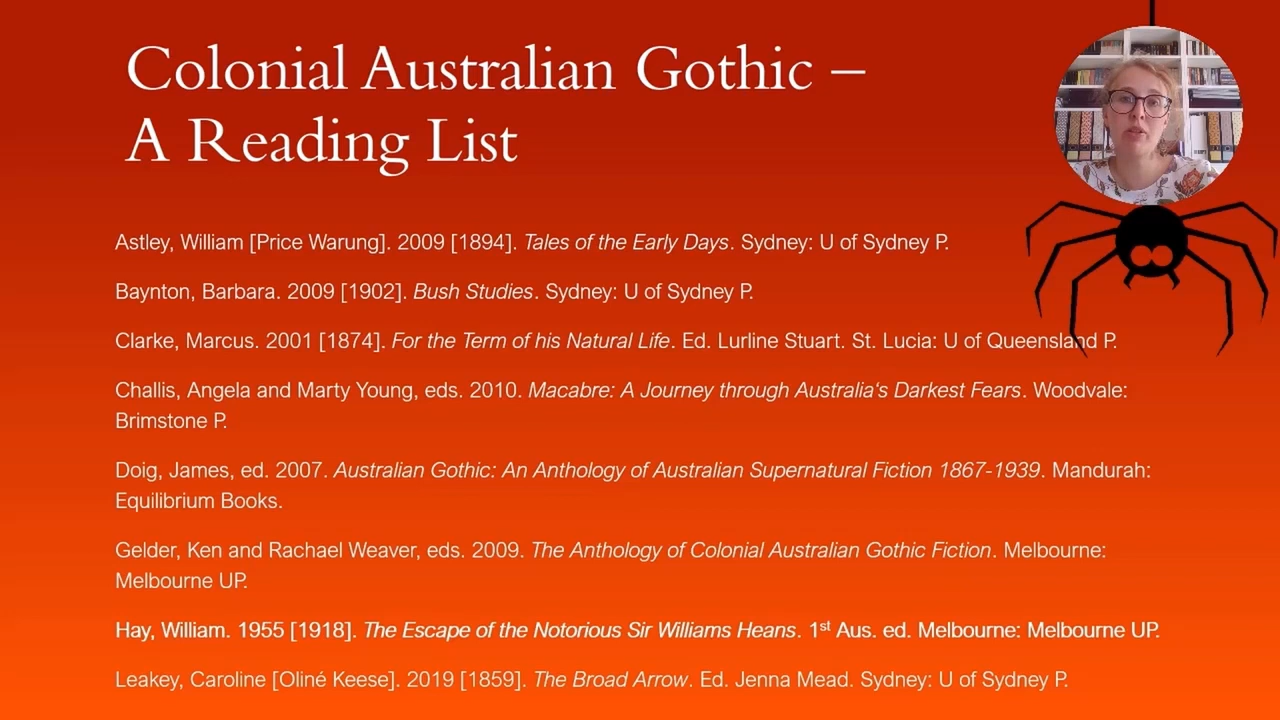 Colonial Australian Gothic –
A Reading List
Astley, William [Price Warung]. 2009 [1894]. Tales of the Early Days. Sydney: U of Sydney P.
Baynton, Barbara. 2009 [1902]. Bush Studies. Sydney: U of Sydney P.
Clarke, Marcus. 2001 [1874]. For the Term of his Natural Life. Ed. Lurline Stuart. St. Lucia: U of Queensland P.
Challis, Angela and Marty Young, eds. 2010. Macabre: A Journey through Australia‘s Darkest Fears. Woodvale:
Brimstone P.
Doig, James, ed. 2007. Australian Gothic: An Anthology of Australian Supernatural Fiction 1867-1939. Mandurah:
Equilibrium Books.
Gelder, Ken and Rachael Weaver, eds. 2009. The Anthology of Colonial Australian Gothic Fiction. Melbourne:
Melbourne UP.
Hay, William. 1955 [1918]. The Escape of the Notorious Sir Williams Heans. 1st Aus. ed. Melbourne: Melbourne UP.
Leakey, Caroline [Oliné Keese]. 2019 [1859]. The Broad Arrow. Ed. Jenna Mead. Sydney: U of Sydney P.